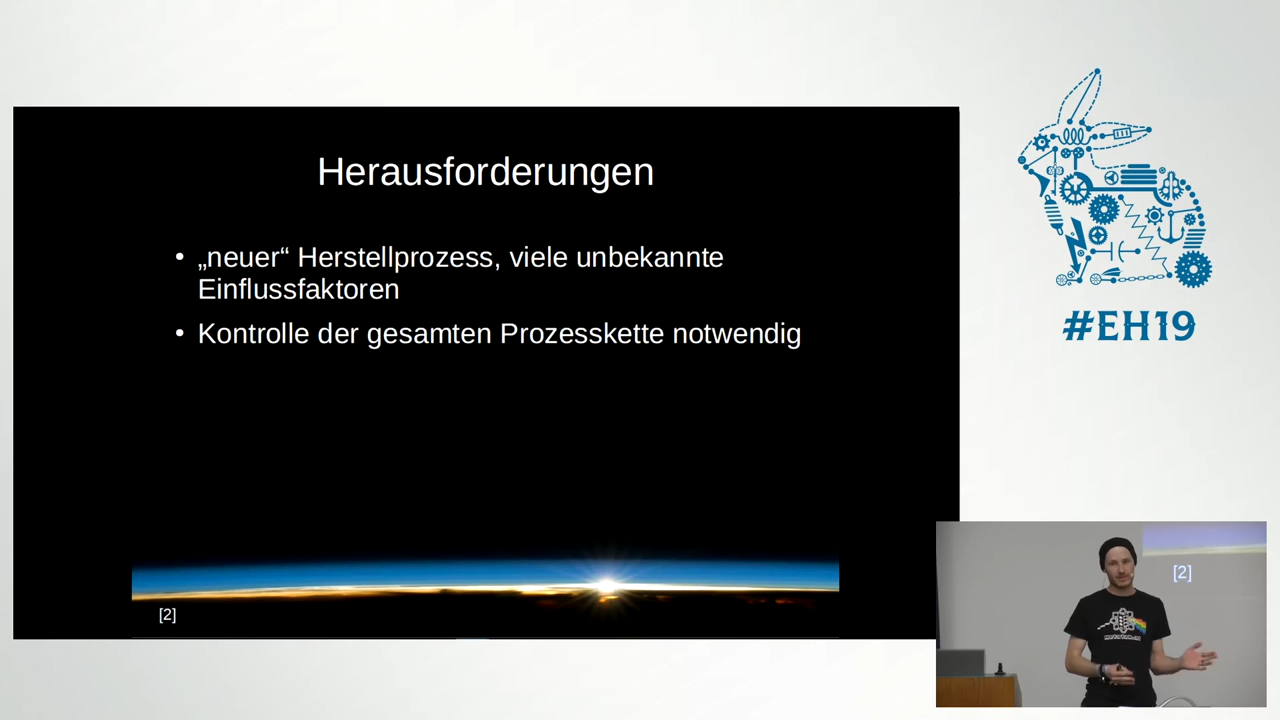 Herausforderungen
• „neuer“ Herstellprozess, viele unbekannte
Einflussfaktoren
• Kontrolle der gesamten Prozesskette notwendig
[2]
#EH19
[2]